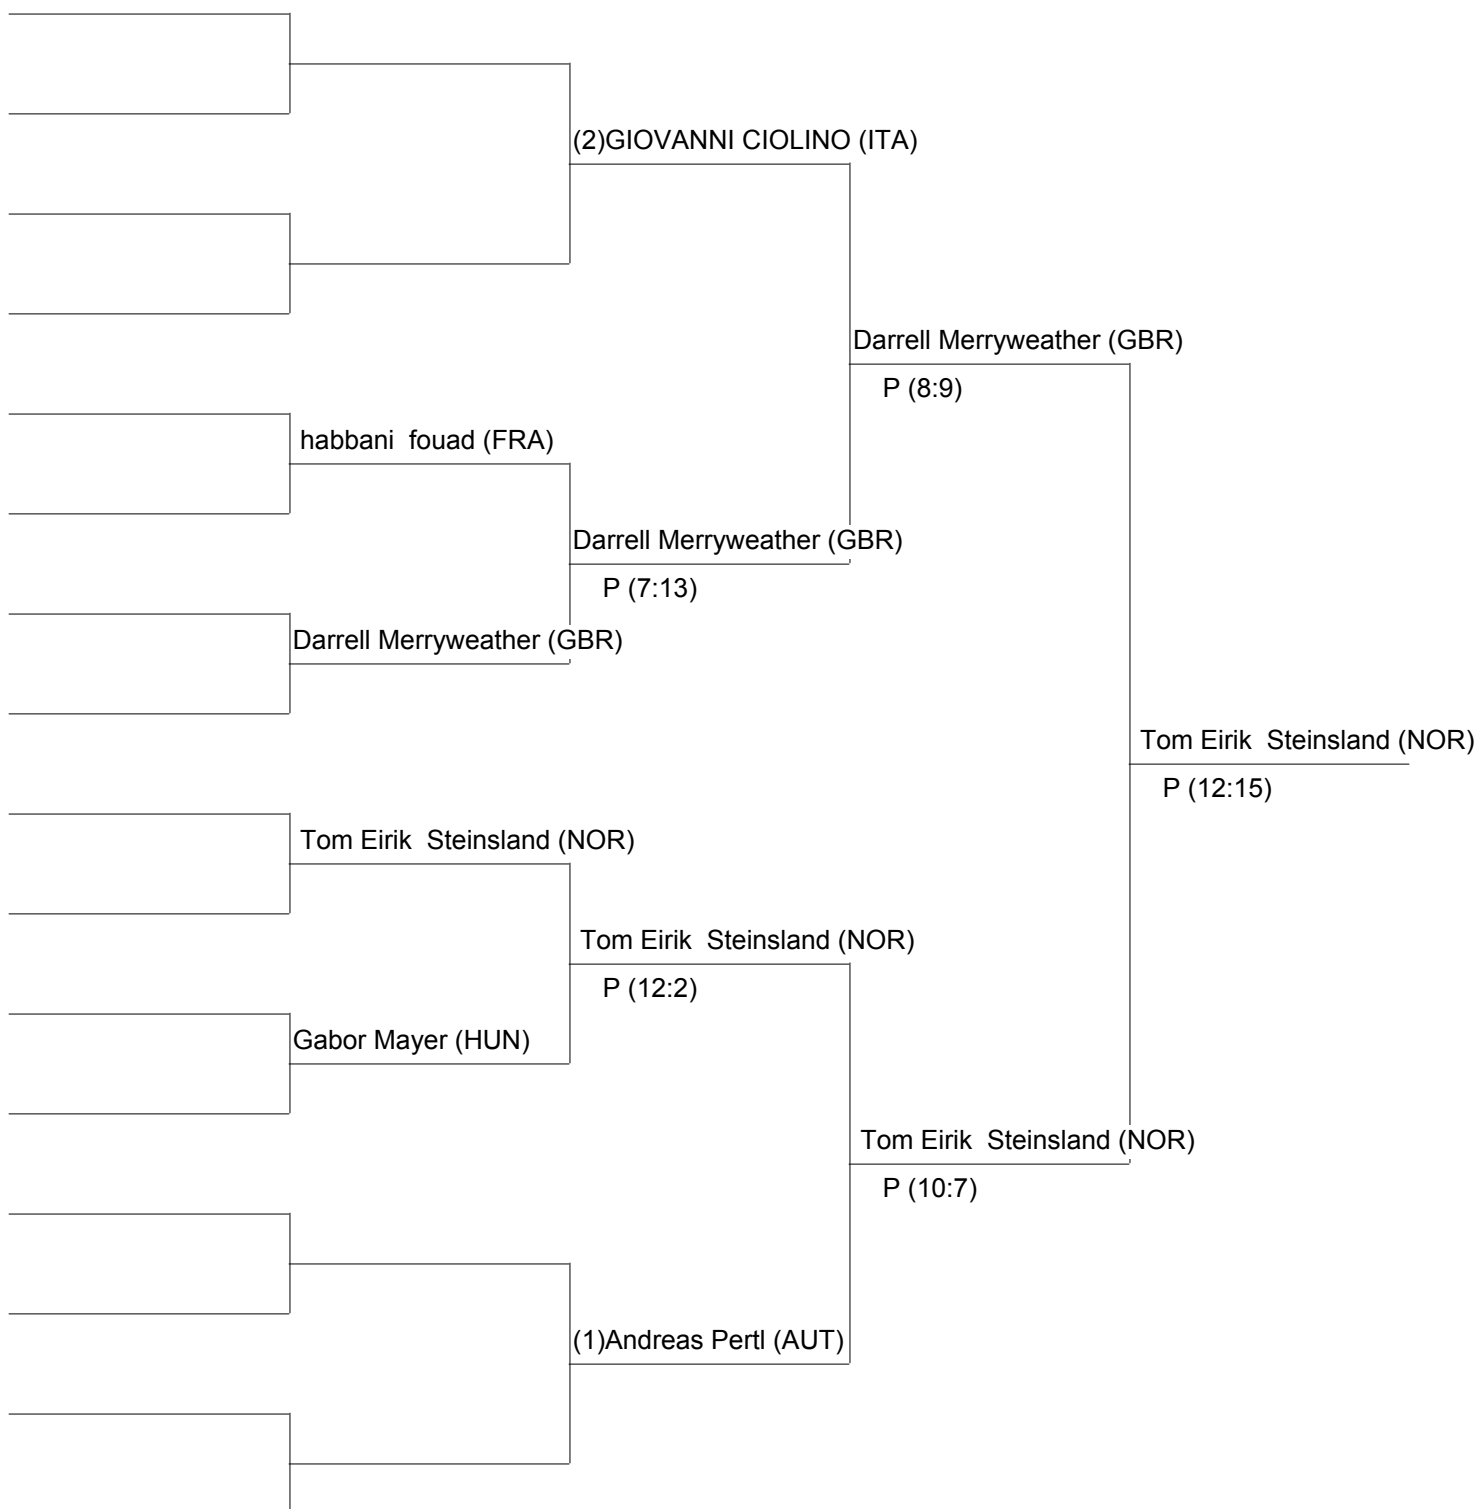 (2)GIOVANNI CIOLINO (ITA)
Darrell Merryweather (GBR)
P (8:9)
habbani  fouad (FRA)
Darrell Merryweather (GBR)
P (7:13)
Darrell Merryweather (GBR)
Tom Eirik  Steinsland (NOR)
P (12:15)
Tom Eirik  Steinsland (NOR)
Tom Eirik  Steinsland (NOR)
P (12:2)
Gabor Mayer (HUN)
Tom Eirik  Steinsland (NOR)
P (10:7)
(1)Andreas Pertl (AUT)